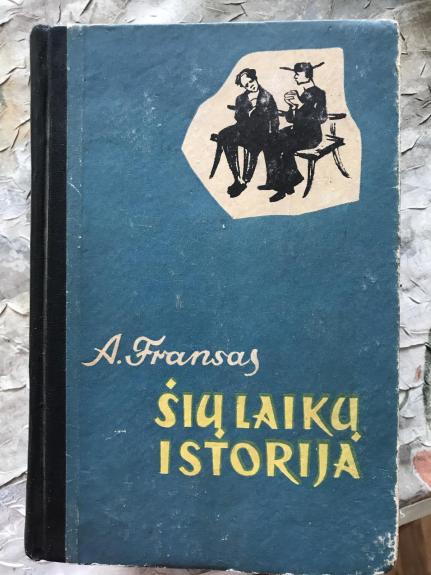 A. Fransas
ŠIŲ LAIKŲ
ISTORIJA